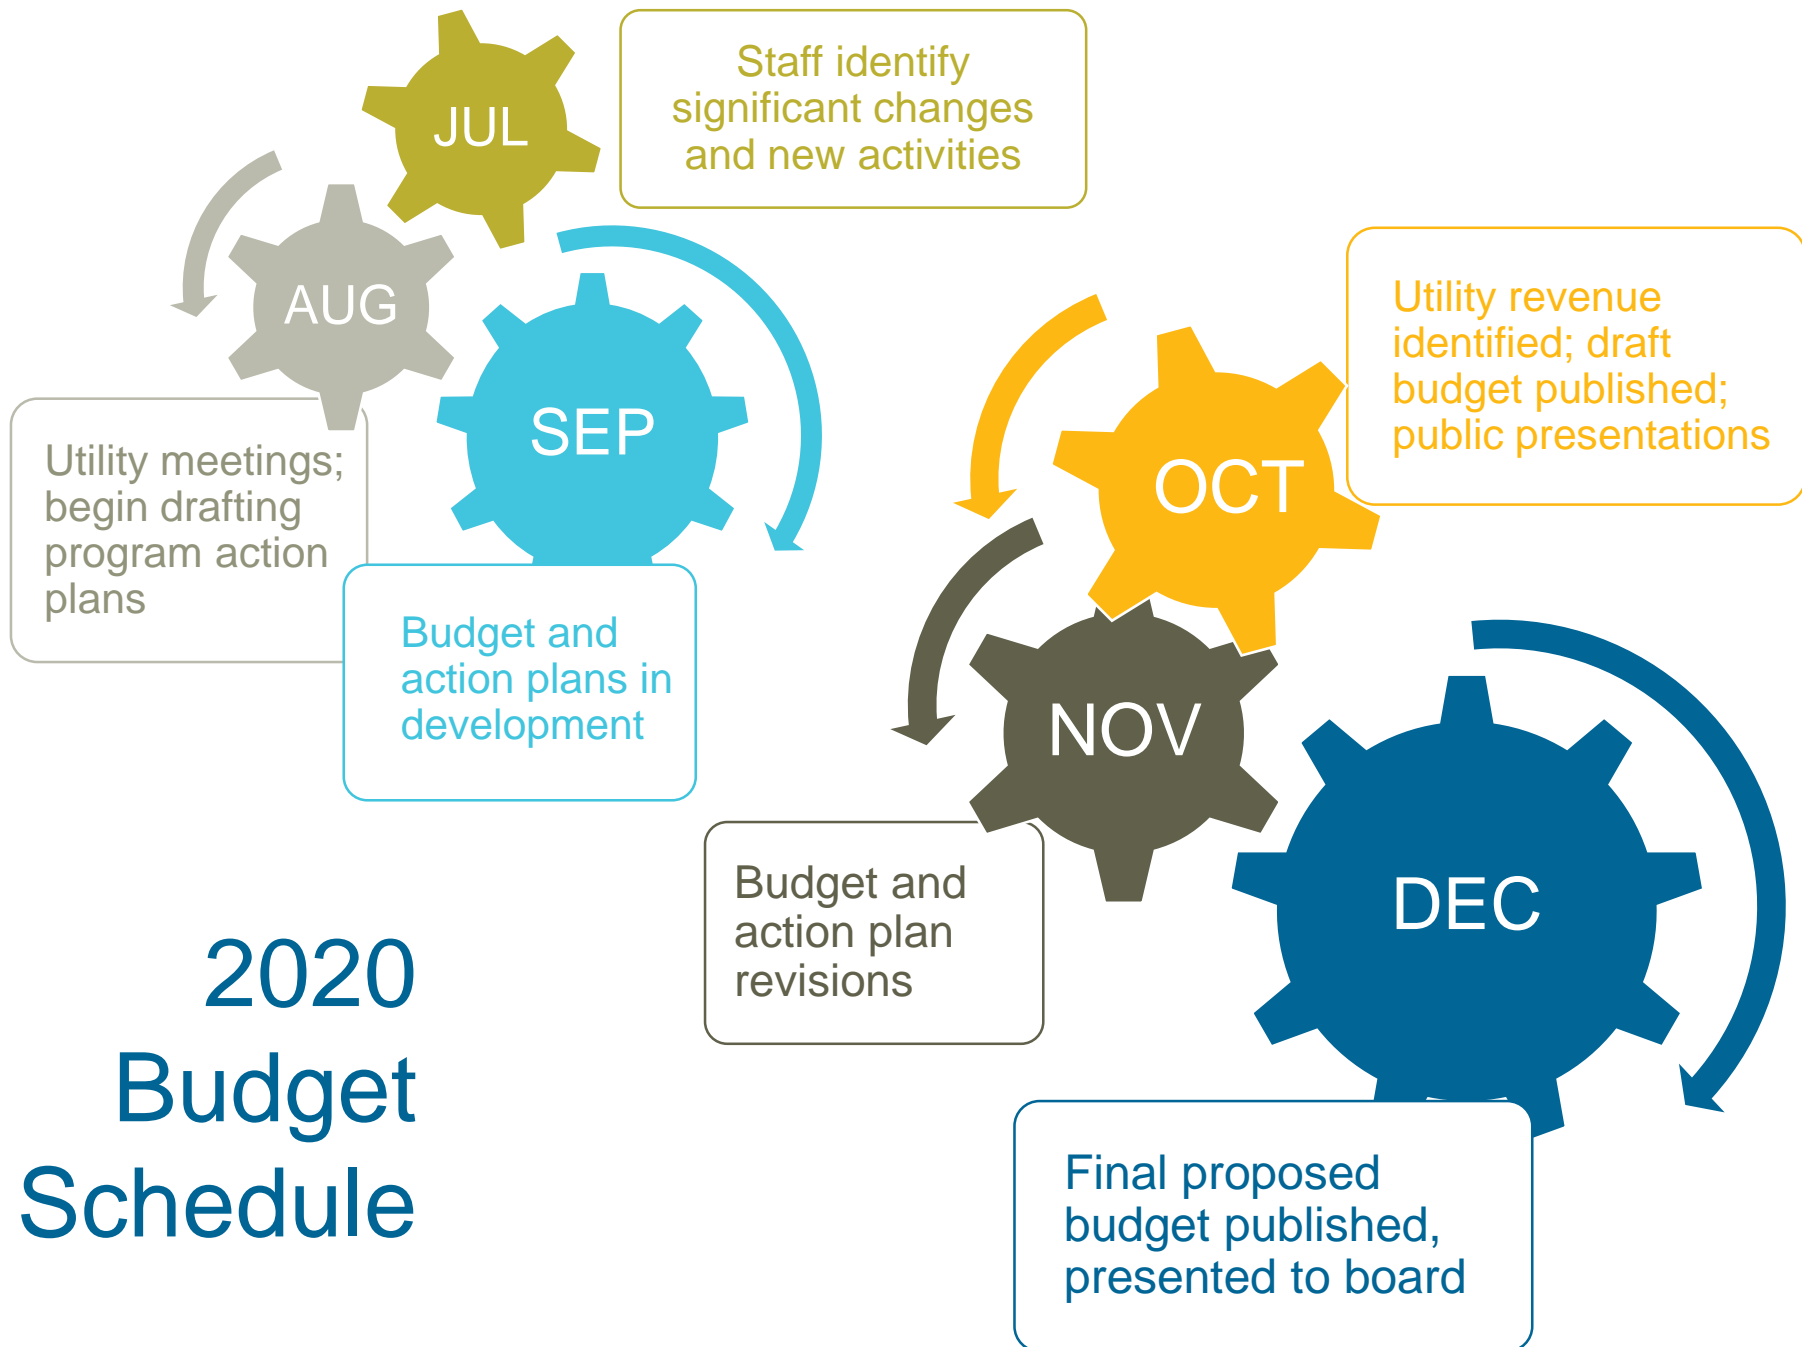 JUL
Staff identify
significant changes
and new activities
AUG
Utility meetings;
begin drafting
program action
plans
SEP
Budget and
action plans in
development
OCT
Utility revenue
identified; draft
budget published;
public presentations
NOV
Budget and
action plan
revisions
DEC
Final proposed
budget published,
presented to board
2020
Budget
Schedule